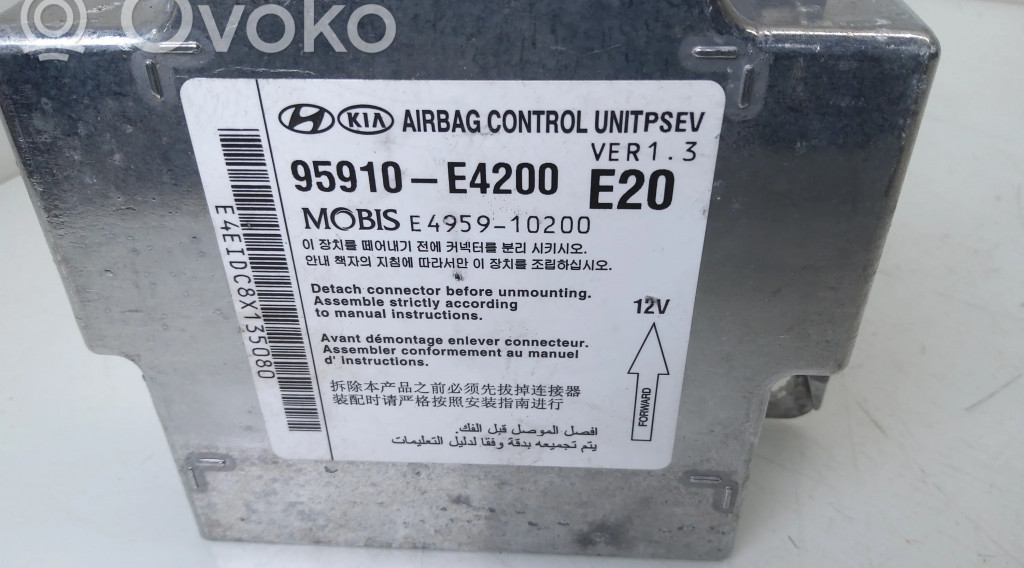 Ovoko
HYUNDAI KIA AIRBAG CONTROL UNITPSEV
VER1.3
95910-E4200 E20
MOBIS E4959-10200
이 장치를 떼어내기 전에 커넥터를 분리 시키시오.
안내 책자의 지침에 따라서만 이 장치를 조립하십시오.
Detach connector before unmounting.
Assemble strictly according
to manual instructions.
12V
Avant démontage enlever connecteur.
Assembler conformement au manuel
d' instructions.
FORWARD
拆除本产品之前必须先拔掉连接器
装配时请严格按照安装指南进行
افصل الموصل قبل الفك.
يتم تجميعه بدقة وفقا لدليل التعليمات
E4EIDC8X135080